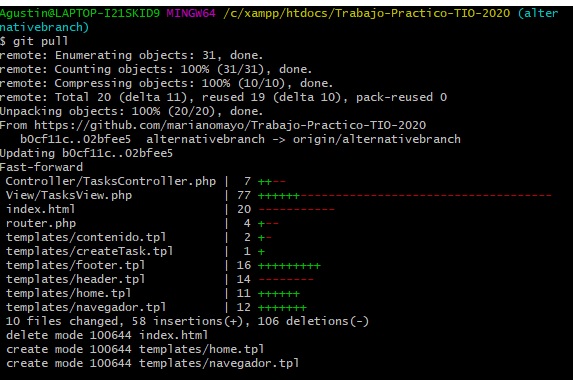 Agustin@LAPTOP-I21SKID9 MINGW64 /c/xampp/htdocs/Trabajo-Practico-TIO-2020 (alter
nativebranch)
$ git pull
remote: Enumerating objects: 31, done.
remote: Counting objects: 100% (31/31), done.
remote: Compressing objects: 100% (10/10), done.
remote: Total 20 (delta 11), reused 19 (delta 10), pack-reused 0
Unpacking objects: 100% (20/20), done.
From https://github.com/marianomayo/Trabajo-Practico-TIO-2020
   b0cf11c..02bfee5  alternativebranch -> origin/alternativebranch
Updating b0cf11c..02bfee5
Fast-forward
 Controller/TasksController.php |  7 ++--
 View/TasksView.php             | 77 ++++++------------------------------------
 index.html                     | 20 -----------
 router.php                     |  4 +--
 templates/contenido.tpl        |  2 +-
 templates/createTask.tpl       |  1 +
 templates/footer.tpl           | 16 +++++++++
 templates/header.tpl           | 14 --------
 templates/home.tpl             | 11 ++++++
 templates/navegador.tpl        | 12 +++++++
 10 files changed, 58 insertions(+), 106 deletions(-)
 delete mode 100644 index.html
 create mode 100644 templates/home.tpl
 create mode 100644 templates/navegador.tpl